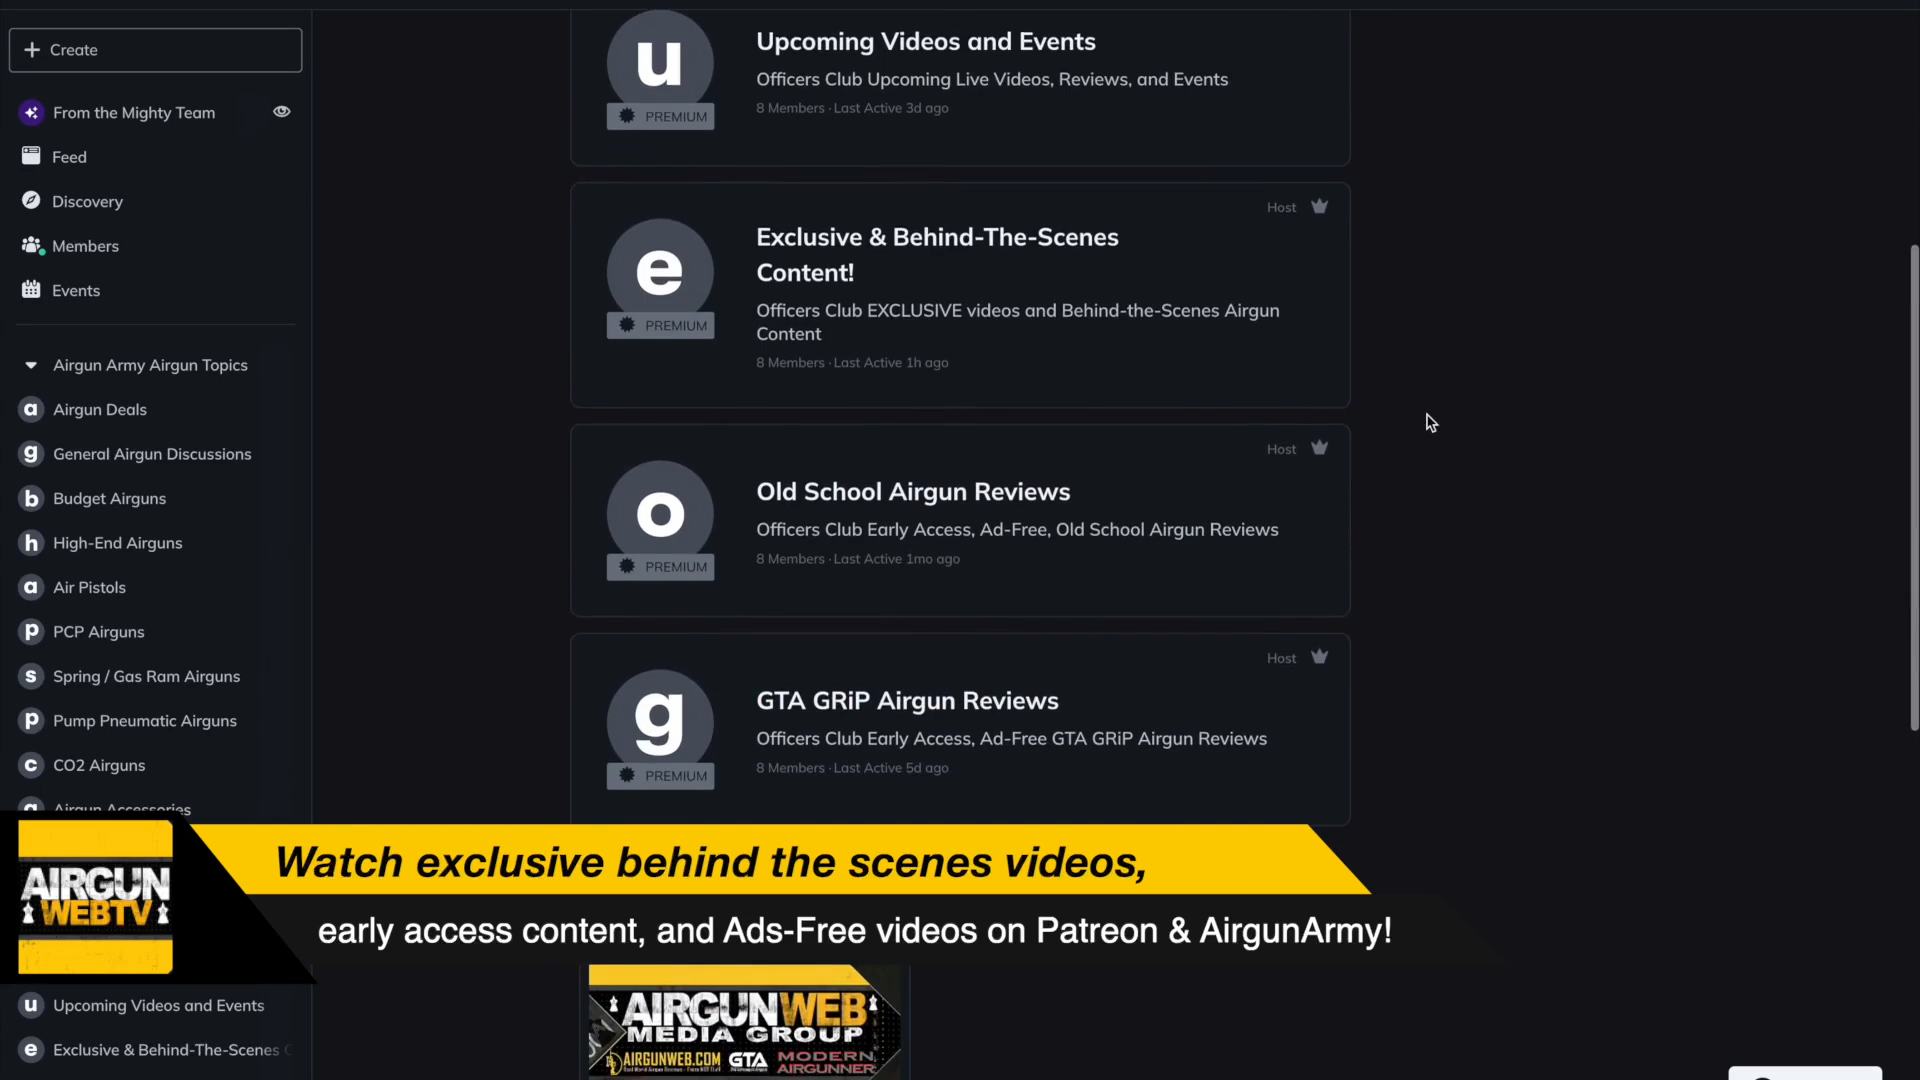 Create
From the Mighty Team
Feed
Discovery
Members
Events
Airgun Army Airgun Topics
a Airgun Deals
g General Airgun Discussions
b Budget Airguns
h High-End Airguns
a Air Pistols
p PCP Airguns
s Spring / Gas Ram Airguns
p Pump Pneumatic Airguns
c CO2 Airguns
a Airgun Accessories
u Upcoming Videos and Events
e Exclusive & Behind-The-Scenes
u
PREMIUM
Upcoming Videos and Events
Officers Club Upcoming Live Videos, Reviews, and Events
8 Members · Last Active 3d ago
Host
e
PREMIUM
Exclusive & Behind-The-Scenes
Content!
Officers Club EXCLUSIVE videos and Behind-the-Scenes Airgun
Content
8 Members · Last Active 1h ago
Host
o
PREMIUM
Old School Airgun Reviews
Officers Club Early Access, Ad-Free, Old School Airgun Reviews
8 Members · Last Active 1mo ago
Host
g
PREMIUM
GTA GRiP Airgun Reviews
Officers Club Early Access, Ad-Free GTA GRiP Airgun Reviews
8 Members · Last Active 5d ago
AIRGUN
WEBTV
Watch exclusive behind the scenes videos,
early access content, and Ads-Free videos on Patreon & AirgunArmy!
AIRGUNWEB
MEDIA GROUP
AIRGUNWEB.COM GTA MODERN
AIRGUNNER